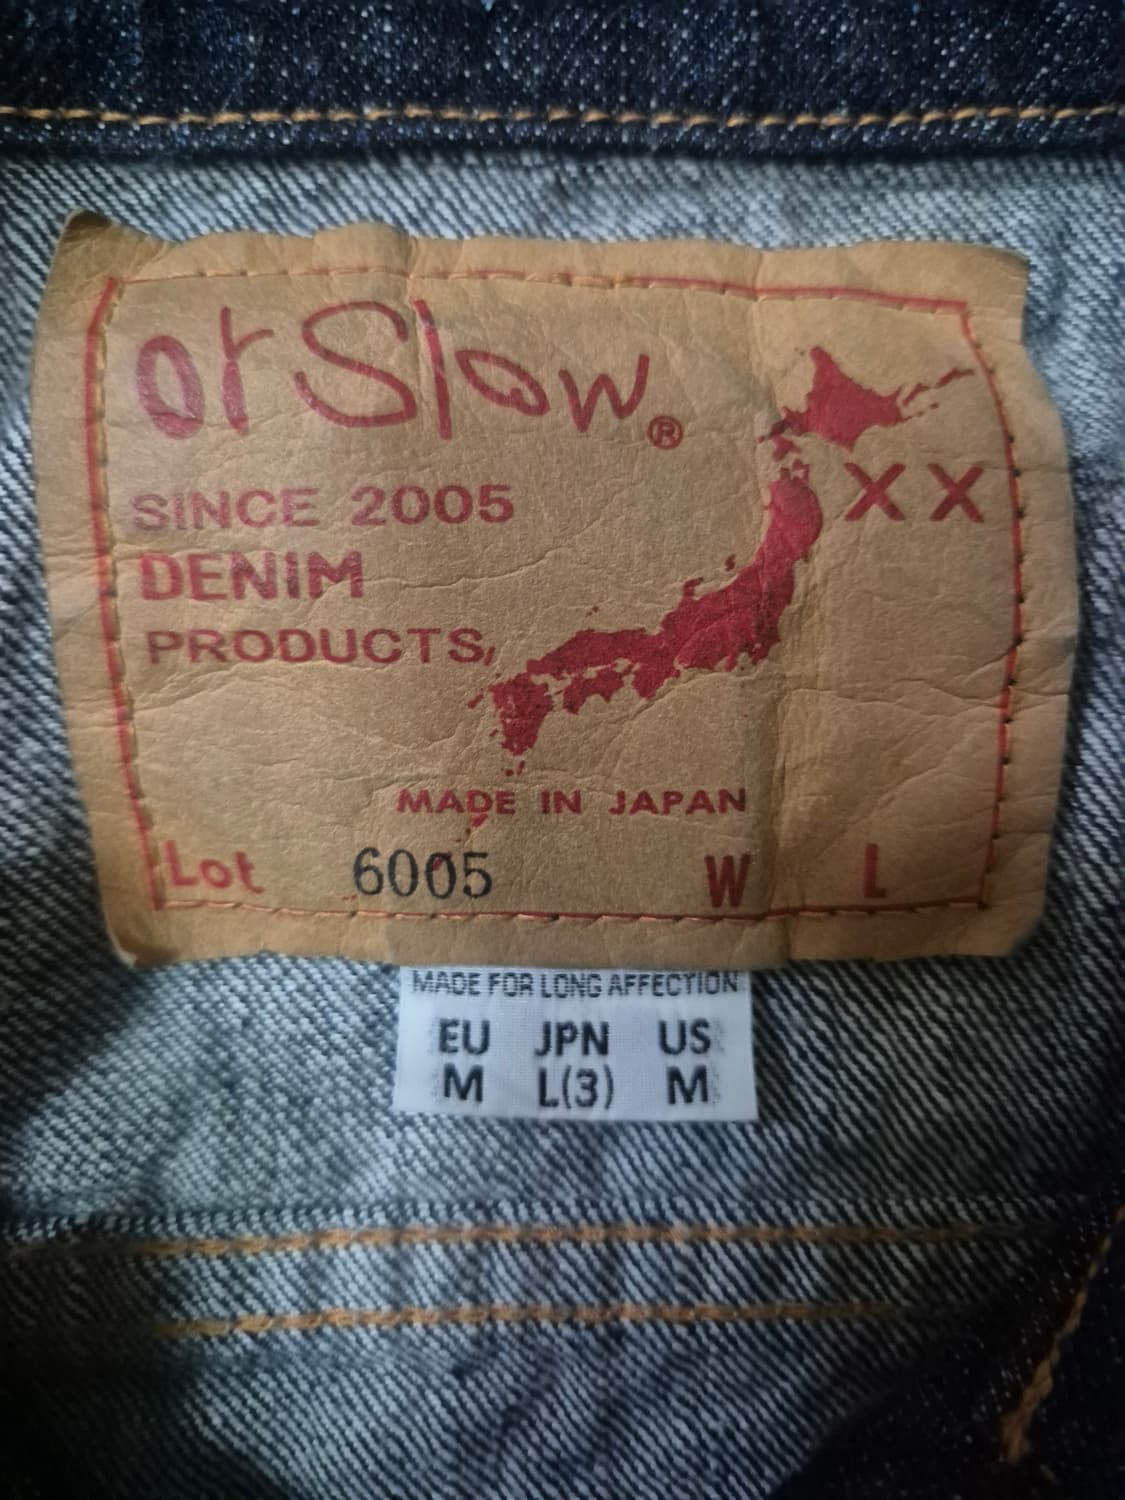 orSlow®
SINCE 2005
DENIM
PRODUCTS,
XX
MADE IN JAPAN
Lot 6005 W L
MADE FOR LONG AFFECTION
EU JPN US
M L(3) M